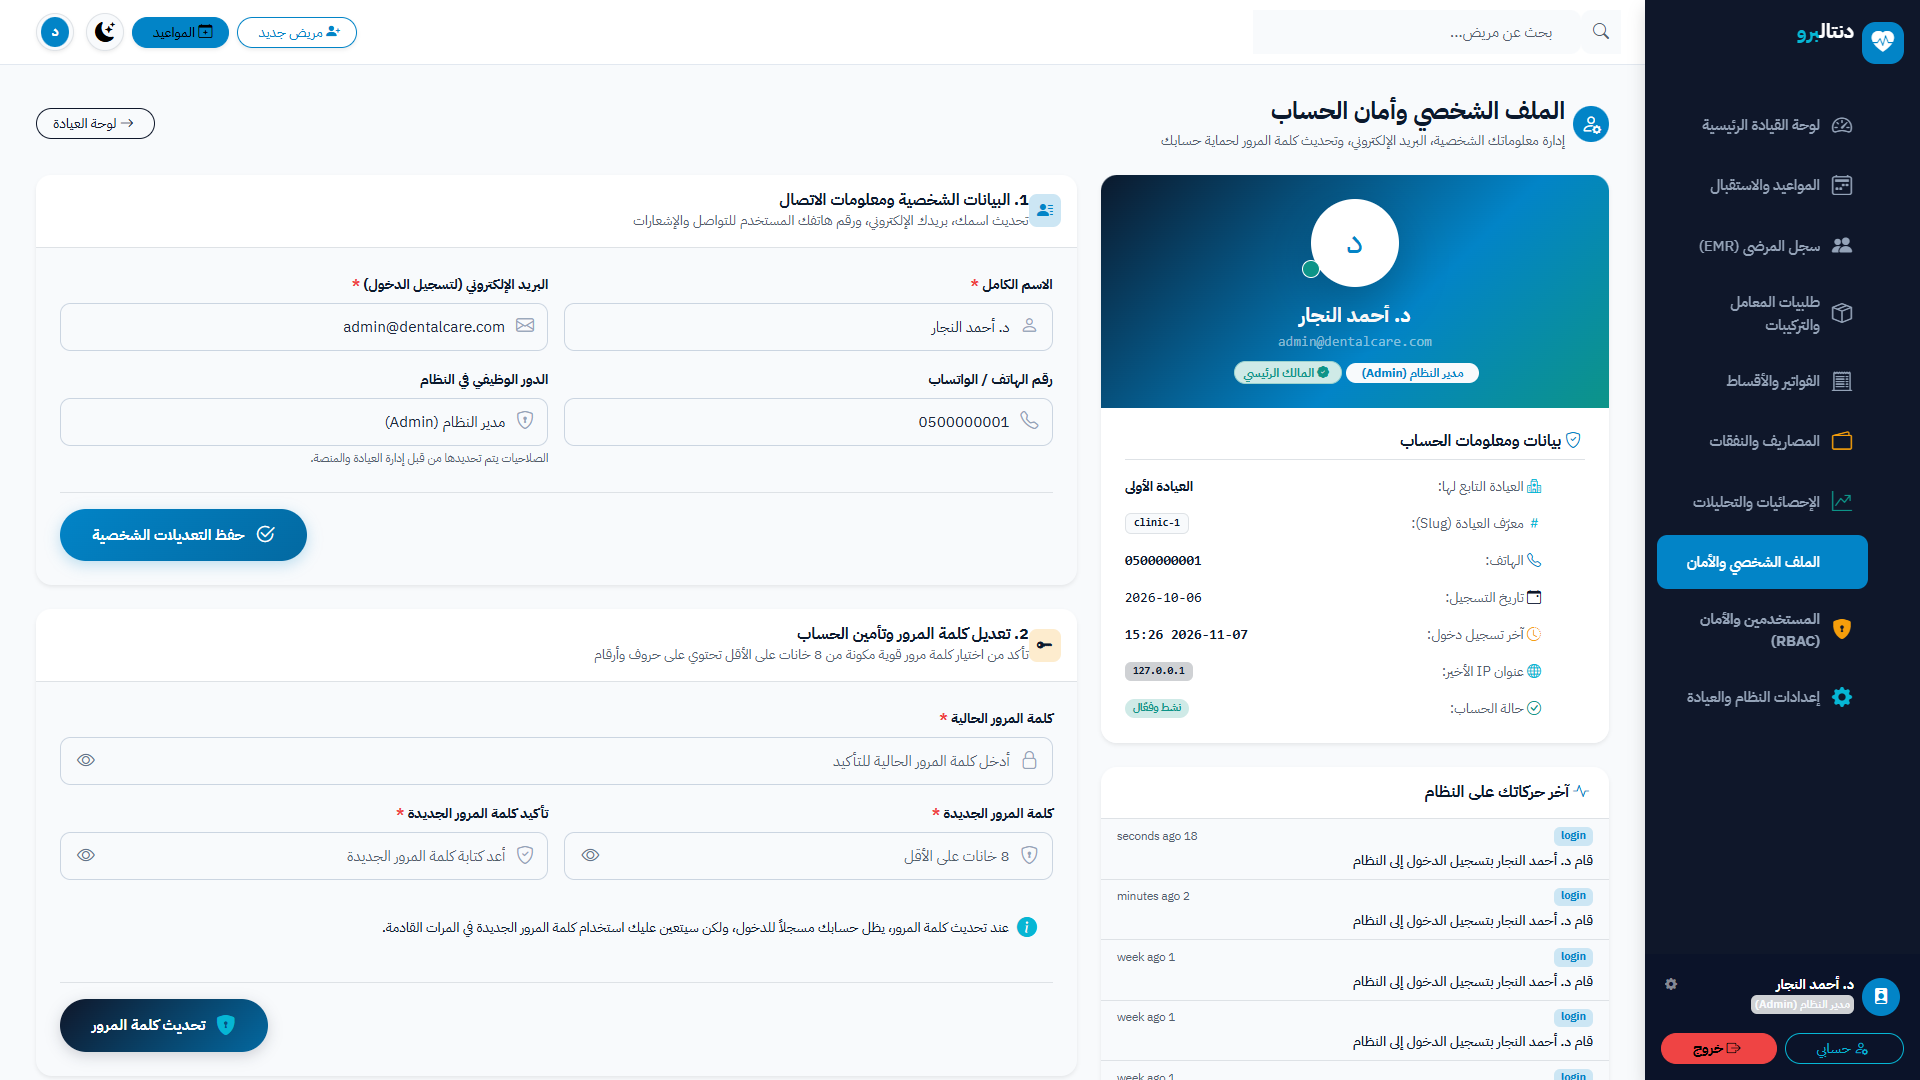 دنتالبرو
لوحة القيادة الرئيسية
المواعيد والاستقبال
سجل المرضى (EMR)
طلبيات المعامل
والتركيبات
الفواتير والأقساط
المصاريف والنفقات
الإحصائيات والتحليلات
الملف الشخصي والأمان
المستخدمين والأمان
(RBAC)
إعدادات النظام والعيادة
د. أحمد النجار
مدير النظام (Admin)
حسابي
خروج
بحث عن مريض...
مريض جديد
المواعيد
د
الملف الشخصي وأمان الحساب
إدارة معلوماتك الشخصية، البريد الإلكتروني، وتحديث كلمة المرور لحماية حسابك
لوحة العيادة
د
د. أحمد النجار
admin@dentalcare.com
مدير النظام (Admin)
المالك الرئيسي
بيانات ومعلومات الحساب
العيادة التابع لها: العيادة الأولى
معرّف العيادة (Slug): clinic-1
الهاتف: 0500000001
تاريخ التسجيل: 2026-10-06
آخر تسجيل دخول: 15:26 2026-11-07
عنوان IP الأخير: 127.0.0.1
حالة الحساب: نشط وفعّال
آخر حركاتك على النظام
login seconds ago 18
قام د. أحمد النجار بتسجيل الدخول إلى النظام
login minutes ago 2
قام د. أحمد النجار بتسجيل الدخول إلى النظام
login week ago 1
قام د. أحمد النجار بتسجيل الدخول إلى النظام
login week ago 1
قام د. أحمد النجار بتسجيل الدخول إلى النظام
login week ago 1
1. البيانات الشخصية ومعلومات الاتصال
تحديث اسمك، بريدك الإلكتروني، ورقم هاتفك المستخدم للتواصل والإشعارات
الاسم الكامل *
د. أحمد النجار
البريد الإلكتروني (لتسجيل الدخول) *
admin@dentalcare.com
رقم الهاتف / الواتساب
0500000001
الدور الوظيفي في النظام
مدير النظام (Admin)
الصلاحيات يتم تحديدها من قبل إدارة العيادة والمنصة.
حفظ التعديلات الشخصية
2. تعديل كلمة المرور وتأمين الحساب
تأكد من اختيار كلمة مرور قوية مكونة من 8 خانات على الأقل تحتوي على حروف وأرقام
كلمة المرور الحالية *
أدخل كلمة المرور الحالية للتأكيد
كلمة المرور الجديدة *
8 خانات على الأقل
تأكيد كلمة المرور الجديدة *
أعد كتابة كلمة المرور الجديدة
عند تحديث كلمة المرور، يظل حسابك مسجلاً للدخول، ولكن سيتعين عليك استخدام كلمة المرور الجديدة في المرات القادمة.
تحديث كلمة المرور